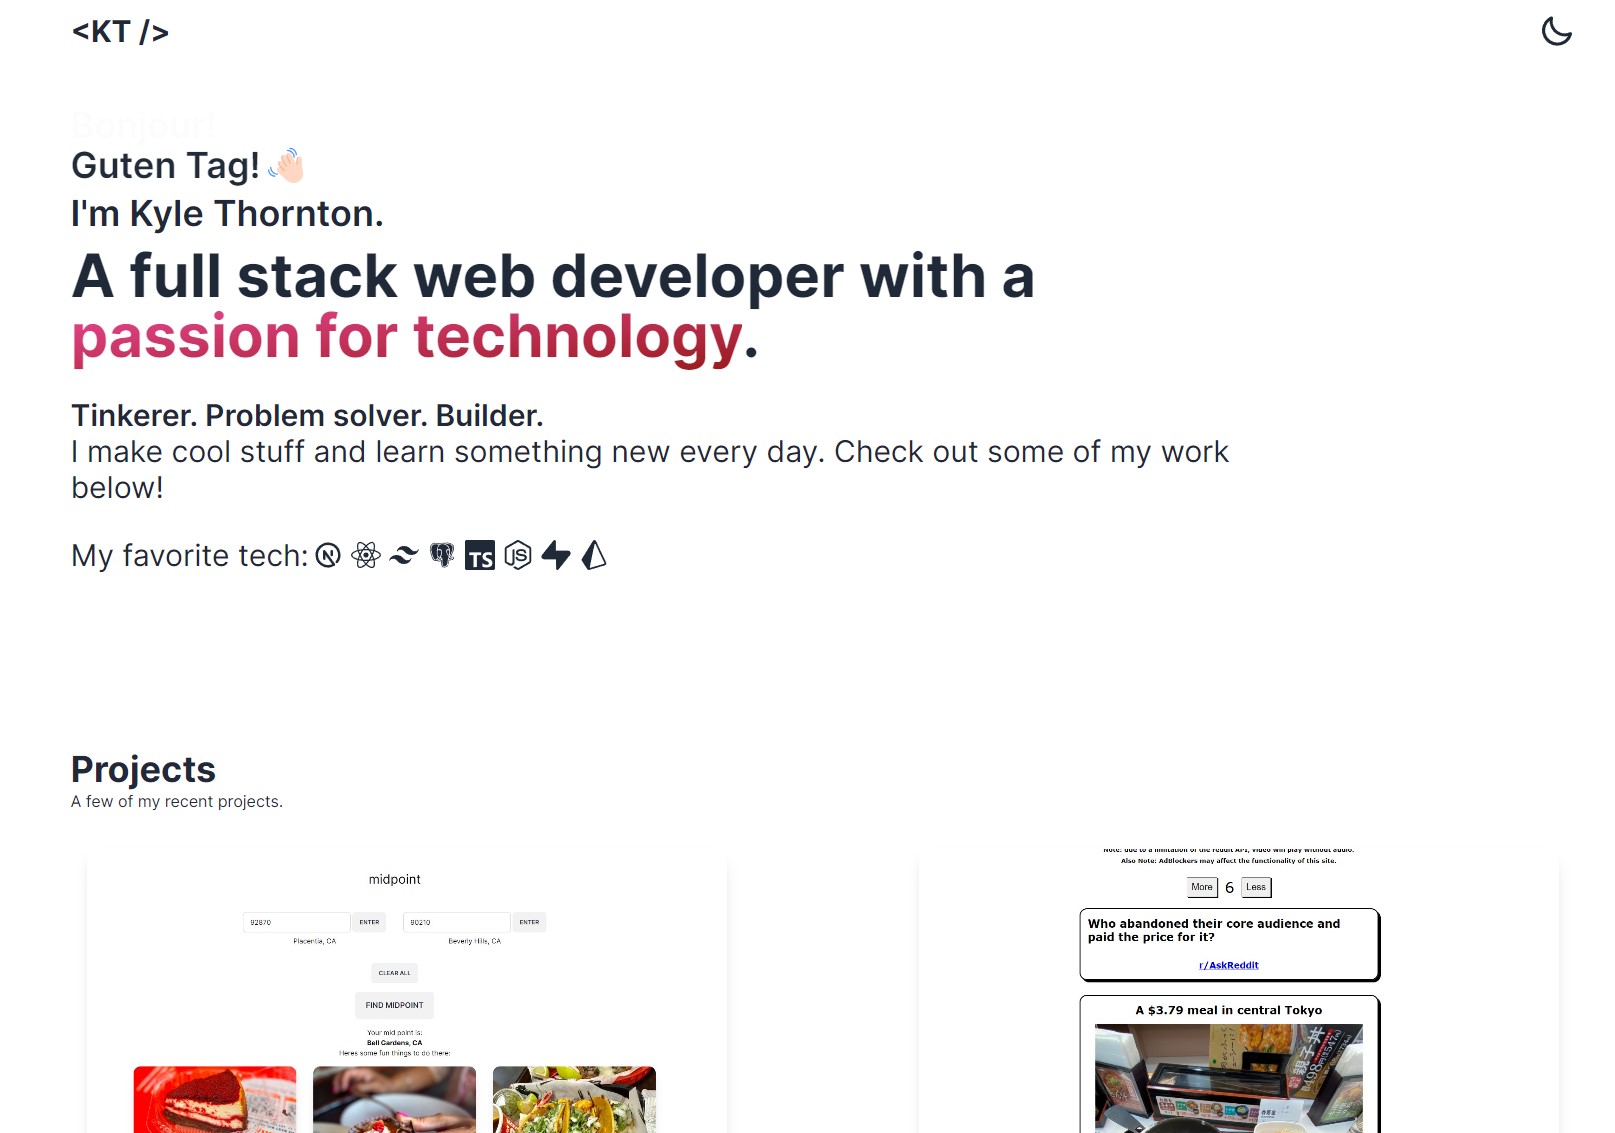 <KT />
Bonjour!
Guten Tag! 👋🏻
I'm Kyle Thornton.
A full stack web developer with a
passion for technology.
Tinkerer. Problem solver. Builder.
I make cool stuff and learn something new every day. Check out some of my work
below!
My favorite tech:
TS
JS
Projects
A few of my recent projects.
midpoint
92870 ENTER 90210 ENTER
Placentia, CA Beverly Hills, CA
CLEAR ALL
FIND MIDPOINT
Your mid point is:
Bell Gardens, CA
Heres some fun things to do there:
Note: due to a limitation of the reddit API, video will play without audio.
Also Note: AdBlockers may affect the functionality of this site.
More 6 Less
Who abandoned their core audience and
paid the price for it?
r/AskReddit
A $3.79 meal in central Tokyo